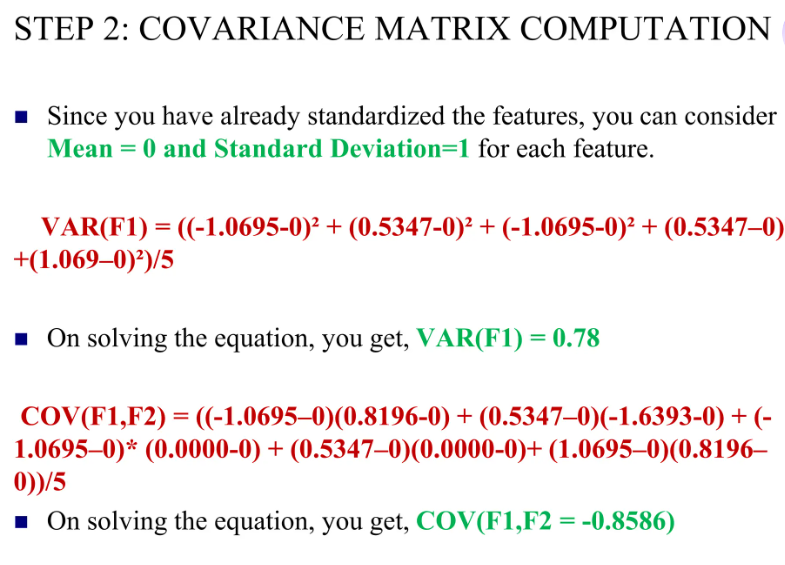 STEP 2: COVARIANCE MATRIX COMPUTATION
Since you have already standardized the features, you can consider
Mean = 0 and Standard Deviation=1 for each feature.
VAR(F1) = ((-1.0695-0)² + (0.5347-0)² + (-1.0695-0)² + (0.5347–0)
+(1.069–0)²)/5
On solving the equation, you get, VAR(F1) = 0.78
COV(F1,F2) = ((-1.0695–0)(0.8196-0) + (0.5347–0)(-1.6393-0) + (-
1.0695–0)* (0.0000-0) + (0.5347–0)(0.0000-0)+ (1.0695–0)(0.8196–
0))/5
On solving the equation, you get, COV(F1,F2 = -0.8586)